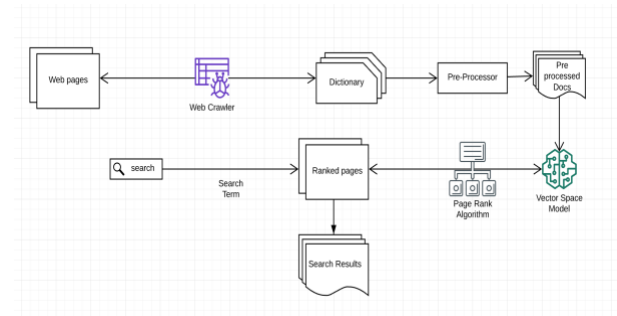 Web pages
Web Crawler
Dictionary
Pre-Processor
Pre
processed
Docs
search
Search
Term
Ranked pages
Page Rank
Algorithm
Vector Space
Model
Search Results